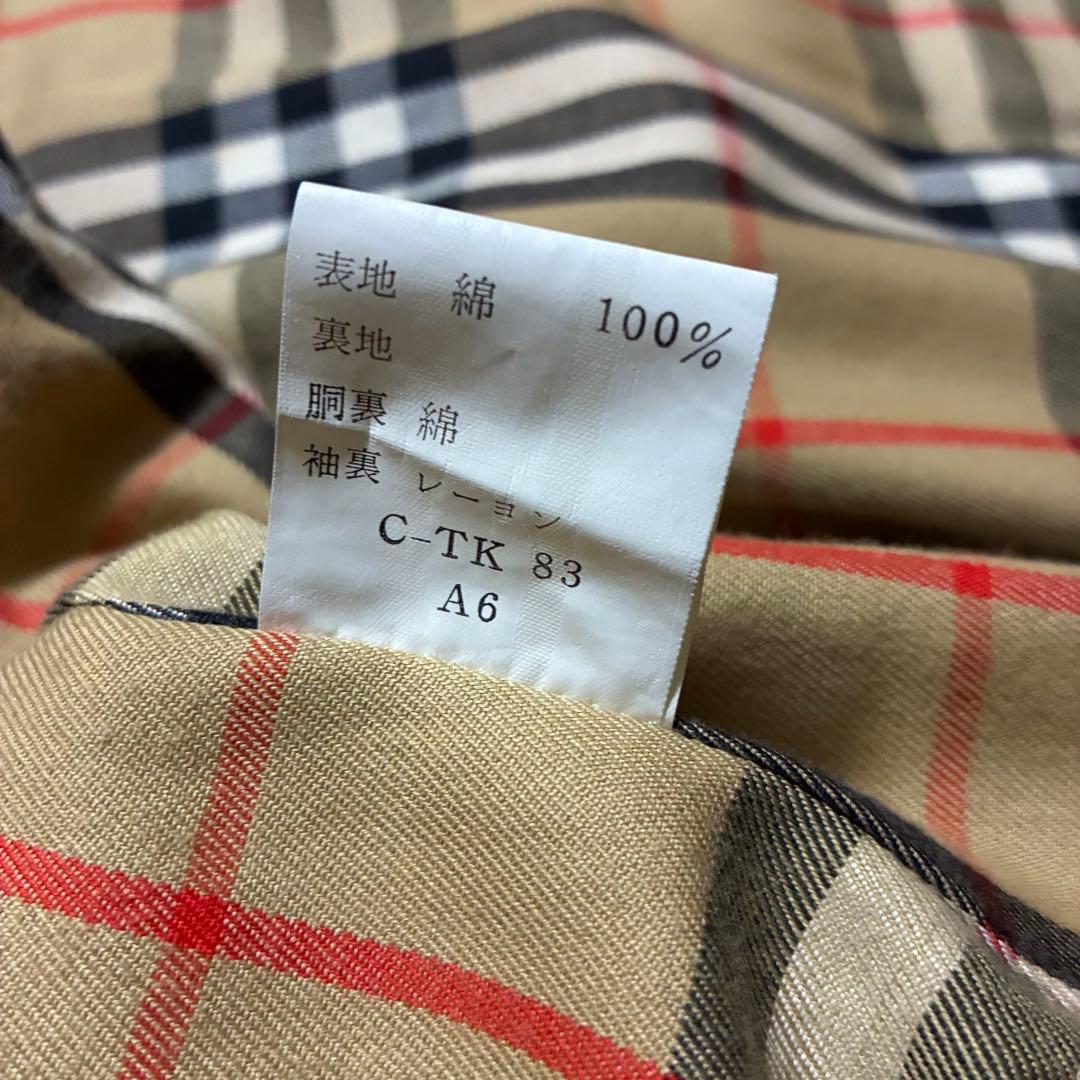 表地 綿 100%
裏地
胴裏 綿
袖裏 レーヨン
C-TK 83
A6